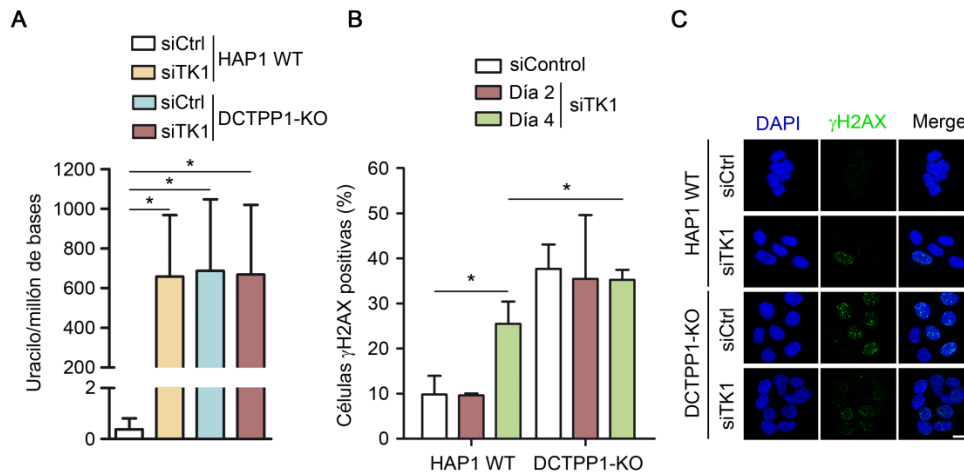 A
siCtrl
siTK1
HAP1 WT
siCtrl
siTK1
DCTPP1-KO
Uracilo/millón de bases
1200
1000
800
600
400
200
2
0
*
*
*
B
siControl
Día 2
Día 4
siTK1
Células γH2AX positivas (%)
60
50
40
30
20
10
0
*
*
HAP1 WT
DCTPP1-KO
C
DAPI
γH2AX
Merge
HAP1 WT
siCtrl
siTK1
DCTPP1-KO
siCtrl
siTK1